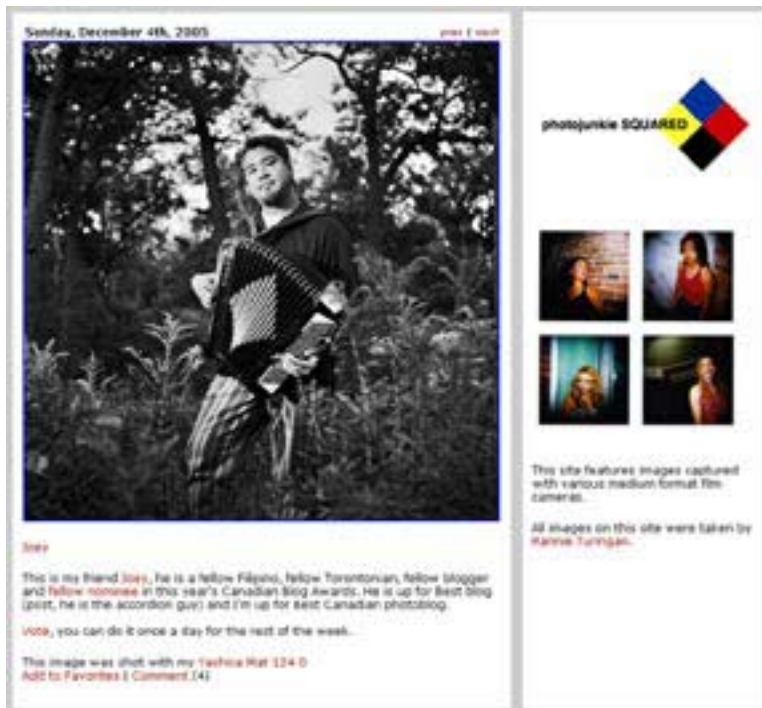 Sunday, December 4th, 2005
prev | next
Joey
This is my friend Joey, he is a fellow Filipino, fellow Torontonian, fellow blogger
and fellow nominee in this year's Canadian Blog Awards. He is up for Best blog
(post, he is the accordion guy) and I'm up for Best Canadian photoblog.
Vote, you can do it once a day for the rest of the week.
This image was shot with my Yashica Mat 124 G
Add to Favorites | Comment (4)
photojunkie SQUARED
This site features images captured
with various medium format film
cameras.
All images on this site were taken by
Rannie Turingan.